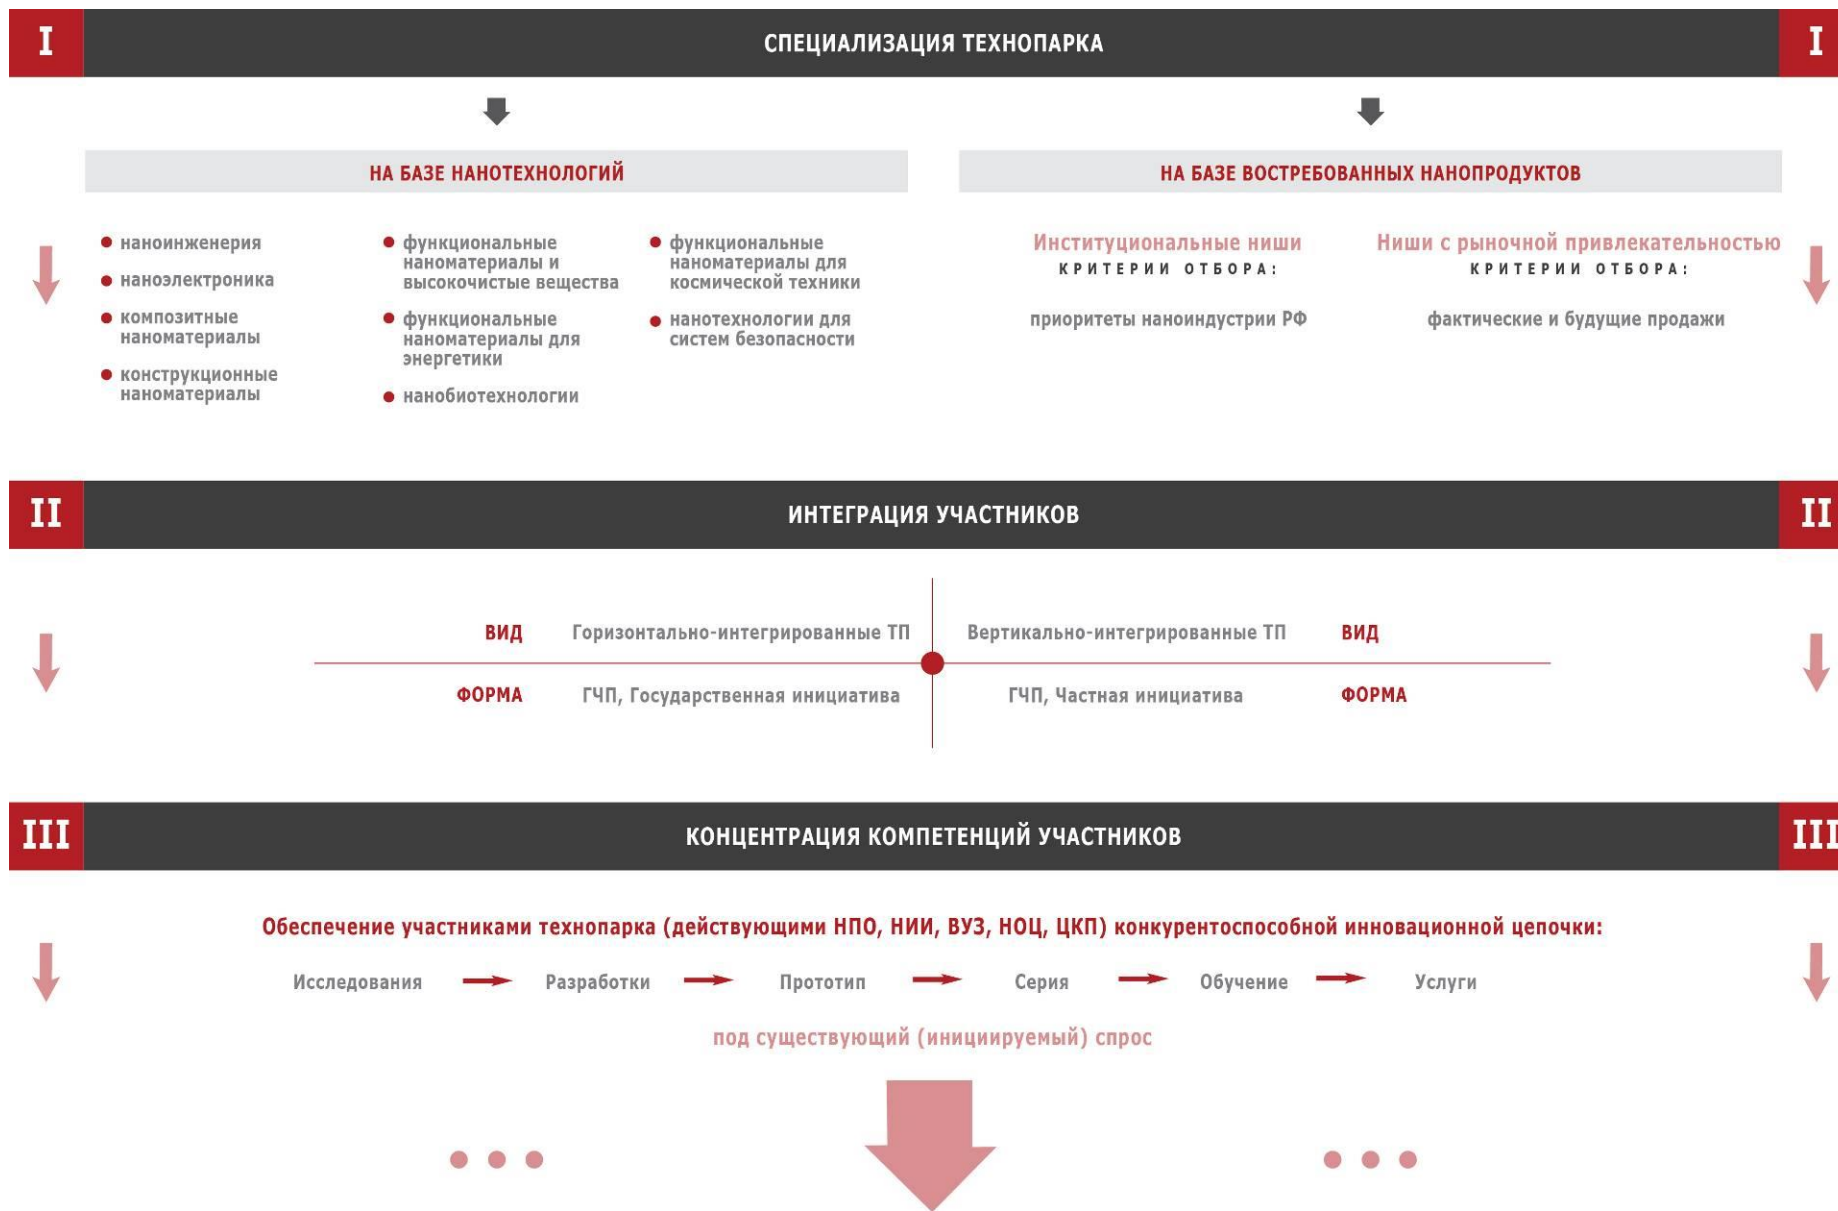 I СПЕЦИАЛИЗАЦИЯ ТЕХНОПАРКА I
НА БАЗЕ НАНОТЕХНОЛОГИЙ
наноинженерия
наноэлектроника
композитные
наноматериалы
конструкционные
наноматериалы
функциональные
наноматериалы и
высокочистые вещества
функциональные
наноматериалы для
энергетики
нанобиотехнологии
функциональные
наноматериалы для
космической техники
нанотехнологии для
систем безопасности
НА БАЗЕ ВОСТРЕБОВАННЫХ НАНОПРОДУКТОВ
Институциональные ниши
КРИТЕРИИ ОТБОРА:
приоритеты наноиндустрии РФ
Ниши с рыночной привлекательностью
КРИТЕРИИ ОТБОРА:
фактические и будущие продажи
II ИНТЕГРАЦИЯ УЧАСТНИКОВ II
ВИД Горизонтально-интегрированные ТП Вертикально-интегрированные ТП ВИД
ФОРМА ГЧП, Государственная инициатива ГЧП, Частная инициатива ФОРМА
III КОНЦЕНТРАЦИЯ КОМПЕТЕНЦИЙ УЧАСТНИКОВ III
Обеспечение участниками технопарка (действующими НПО, НИИ, ВУЗ, НОЦ, ЦКП) конкурентоспособной инновационной цепочки:
Исследования Разработки Прототип Серия Обучение Услуги
под существующий (инициируемый) спрос